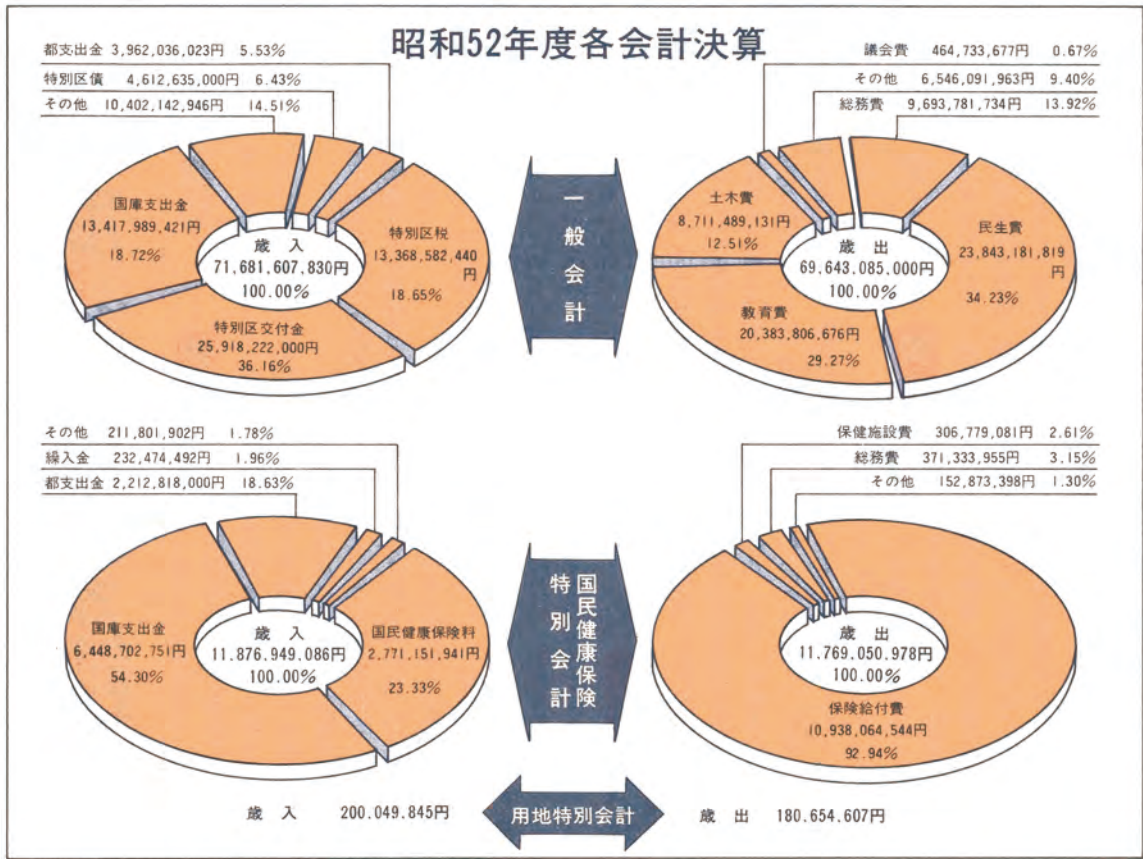 昭和52年度各会計決算
都支出金 3,962,036,023円 5.53%
特別区債 4,612,635,000円 6.43%
その他 10,402,142,946円 14.51%
国庫支出金
13,417,989,421円
18.72%
歳入
71,681,607,830円
100.00%
特別区税
13,368,582,440
円
18.65%
特別区交付金
25,918,222,000円
36.16%
一般会計
議会費 464,733,677円 0.67%
その他 6,546,091,963円 9.40%
総務費 9,693,781,734円 13.92%
土木費
8,711,489,131円
12.51%
歳出
69,643,085,000円
100.00%
民生費
23,843,181,819
円
34.23%
教育費
20,383,806,676円
29.27%
その他 211,801,902円 1.78%
繰入金 232,474,492円 1.96%
都支出金 2,212,818,000円 18.63%
国庫支出金
6,448,702,751円
54.30%
歳入
11.876,949,086円
100.00%
国民健康保険料
2,771,151,941円
23.33%
国民健康保険
特別会計
保健施設費 306,779,081円 2.61%
総務費 371,333,955円 3.15%
その他 152,873,398円 1.30%
歳出
11.769,050,978円
100.00%
保険給付費
10,938,064,544円
92.94%
歳入 200.049.845円
用地特別会計
歳出 180.654.607円